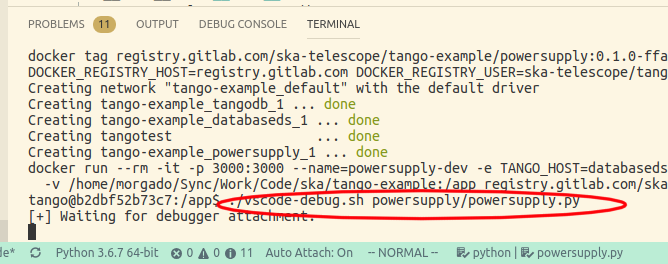 PROBLEMS 11 OUTPUT DEBUG CONSOLE TERMINAL
docker tag registry.gitlab.com/ska-telescope/tango-example/powersupply:0.1.0-ffa
DOCKER_REGISTRY_HOST=registry.gitlab.com DOCKER_REGISTRY_USER=ska-telescope/tang
Creating network "tango-example_default" with the default driver
Creating tango-example_tangodb_1 ... done
Creating tango-example_databaseds_1 ... done
Creating tangotest ... done
Creating tango-example_powersupply_1 ... done
docker run --rm -it -p 3000:3000 --name=powersupply-dev -e TANGO_HOST=databaseds
-v /home/morgado/Sync/Work/Code/ska/tango-example:/app registry.gitlab.com/ska
tango@b2dbf52b73c7:/app$ ./vscode-debug.sh powersupply/powersupply.py
[+] Waiting for debugger attachment.
de* Python 3.6.7 64-bit 0 0 11 Auto Attach: On -- NORMAL -- python | powersupply.py